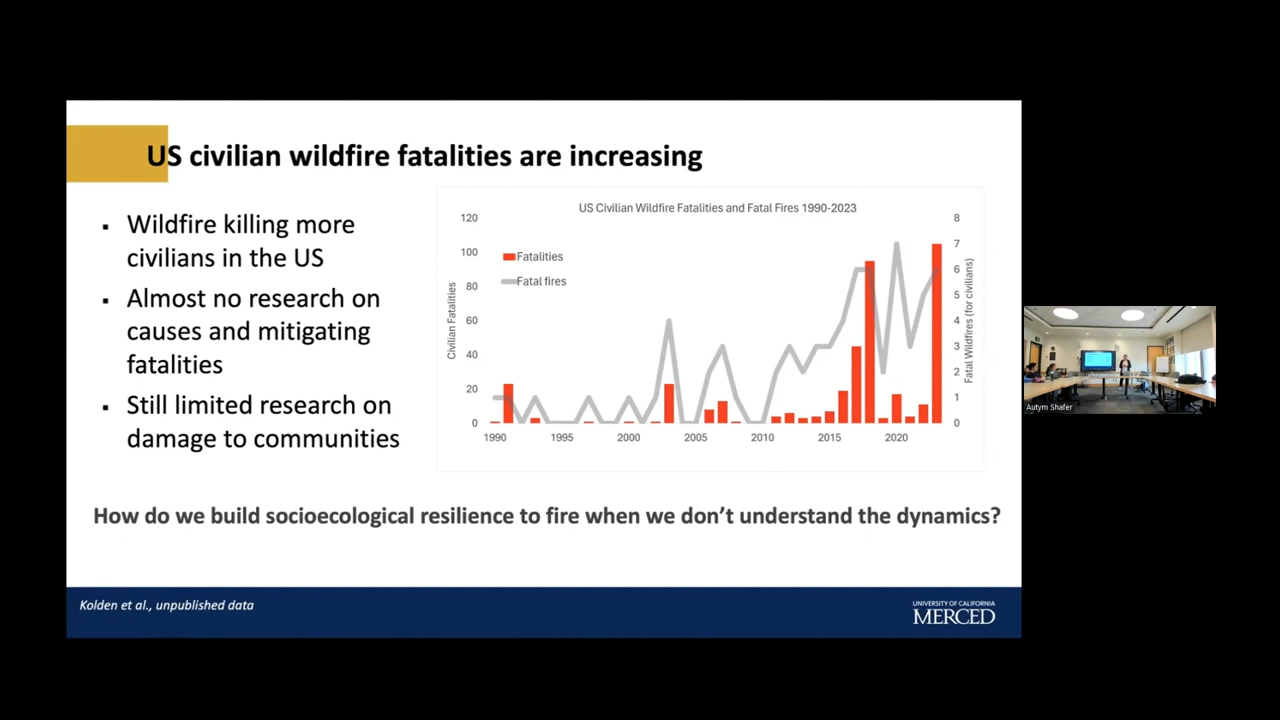 US civilian wildfire fatalities are increasing
▪ Wildfire killing more
civilians in the US
▪ Almost no research on
causes and mitigating
fatalities
▪ Still limited research on
damage to communities
US Civilian Wildfire Fatalities and Fatal Fires 1990-2023
120
100
80
60
40
20
0
Civilian Fatalities
Fatalities
Fatal fires
8
7
6
5
4
3
2
1
0
Fatal Wildfires (for civilians)
1990 1995 2000 2005 2010 2015 2020
How do we build socioecological resilience to fire when we don't understand the dynamics?
Kolden et al., unpublished data
UNIVERSITY OF CALIFORNIA
MERCED
Autym Shafer